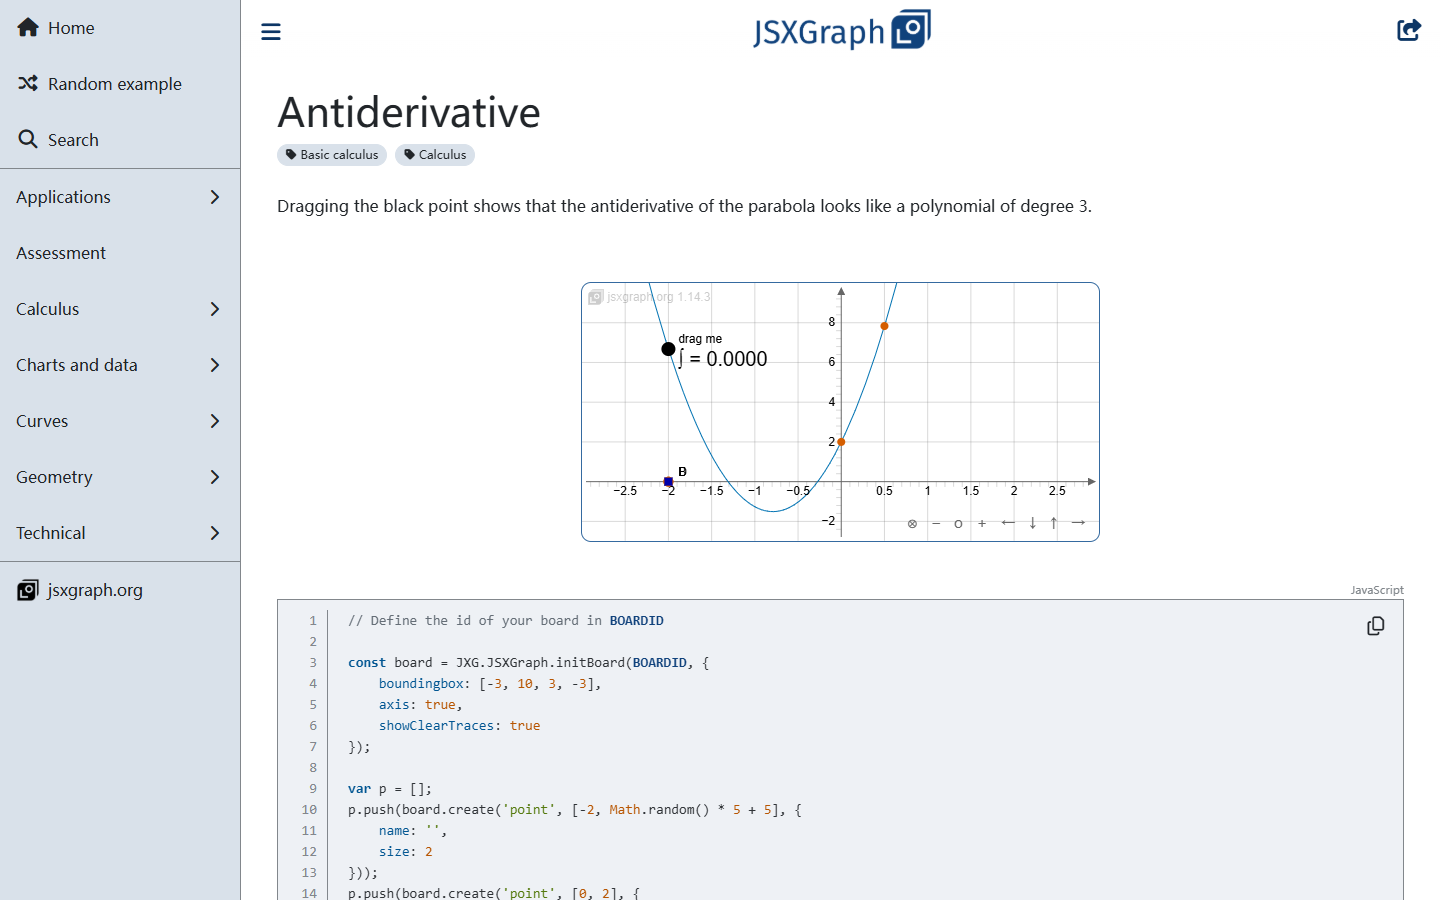 Home
Random example
Search
Applications
Assessment
Calculus
Charts and data
Curves
Geometry
Technical
jsxgraph.org
JSXGraph
Antiderivative
Basic calculus
Calculus
Dragging the black point shows that the antiderivative of the parabola looks like a polynomial of degree 3.
jsxgraph.org 1.14.3
drag me
∫ = 0.0000
8
6
4
2
−2
−2.5 −2 −1.5 −1 −0.5 0.5 1 1.5 2 2.5
⊗ − o + ← ↓ ↑ →
JavaScript
1 // Define the id of your board in BOARDID
2
3 const board = JXG.JSXGraph.initBoard(BOARDID, {
4     boundingbox: [-3, 10, 3, -3],
5     axis: true,
6     showClearTraces: true
7 });
8
9 var p = [];
10 p.push(board.create('point', [-2, Math.random() * 5 + 5], {
11     name: '',
12     size: 2
13 }));
14 p.push(board.create('point', [0, 2], {